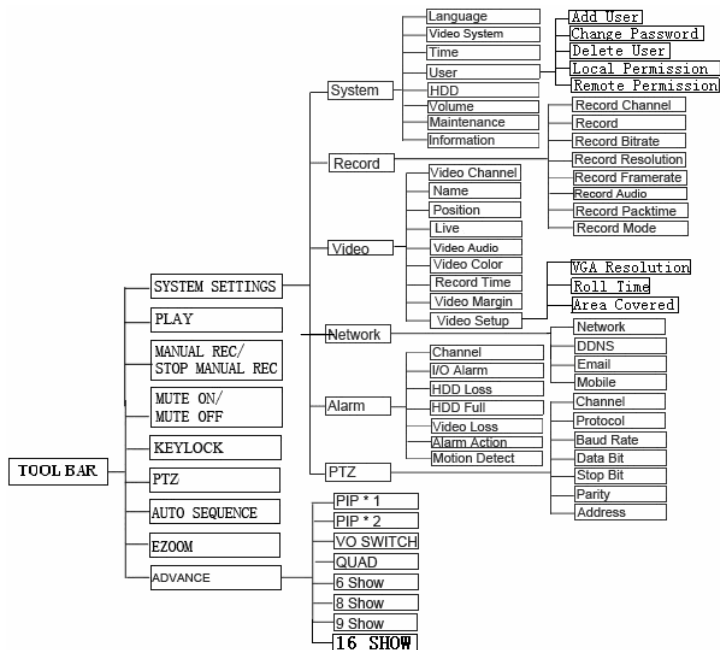 TOOL BAR
SYSTEM SETTINGS
PLAY
MANUAL REC/
STOP MANUAL REC
MUTE ON/
MUTE OFF
KEYLOCK
PTZ
AUTO SEQUENCE
EZOOM
ADVANCE
System
Record
Video
Network
Alarm
PTZ
Language
Video System
Time
User
HDD
Volume
Maintenance
Information
Add User
Change Password
Delete User
Local Permission
Remote Permission
Record Channel
Record
Record Bitrate
Record Resolution
Record Framerate
Record Audio
Record Packtime
Record Mode
Video Channel
Name
Position
Live
Video Audio
Video Color
Record Time
Video Margin
Video Setup
VGA Resolution
Roll Time
Area Covered
Network
DDNS
Email
Mobile
Channel
I/O Alarm
HDD Loss
HDD Full
Video Loss
Alarm Action
Motion Detect
Channel
Protocol
Baud Rate
Data Bit
Stop Bit
Parity
Address
PIP * 1
PIP * 2
VO SWITCH
QUAD
6 Show
8 Show
9 Show
16 SHOW